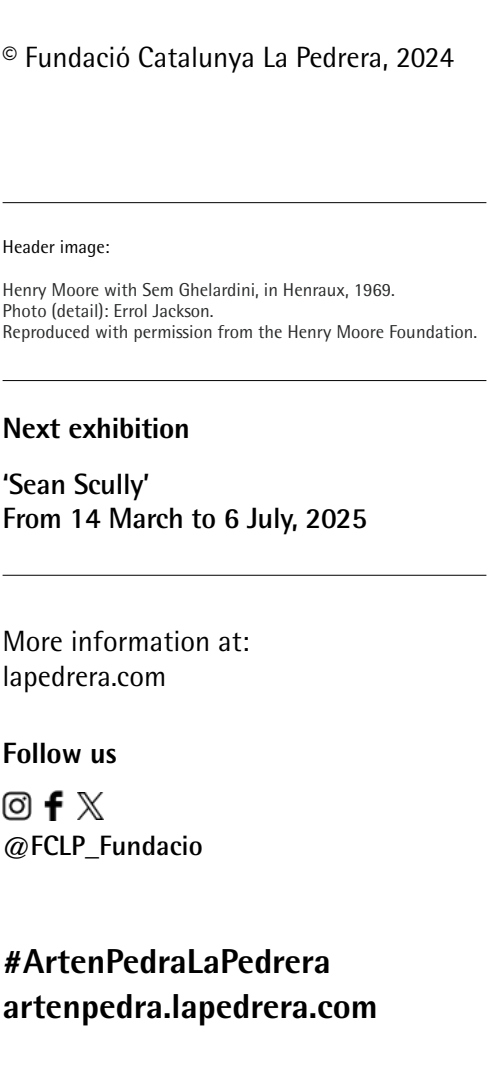 © Fundació Catalunya La Pedrera, 2024
Header image:
Henry Moore with Sem Ghelardini, in Henraux, 1969.
Photo (detail): Errol Jackson.
Reproduced with permission from the Henry Moore Foundation.
Next exhibition
‘Sean Scully’
From 14 March to 6 July, 2025
More information at:
lapedrera.com
Follow us
@FCLP_Fundacio
#ArtenPedraLaPedrera
artenpedra.lapedrera.com